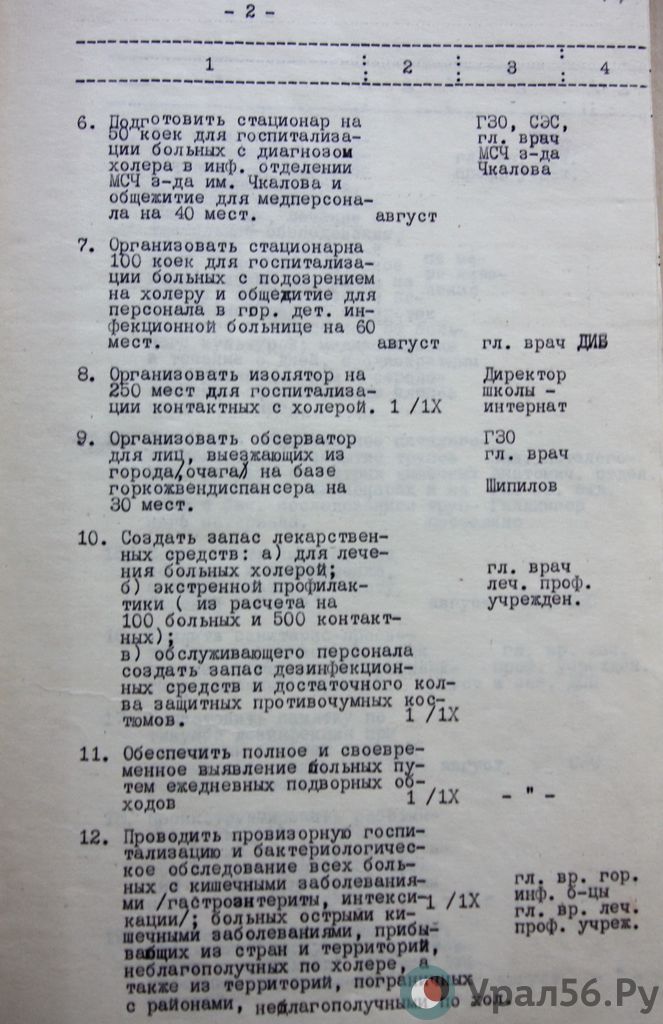 - 2 -
1 : 2 : 3 : 4
6. Подготовить стационар на ГЗО, СЭС,
50 коек для госпитализа- гл. врач
ции больных с диагнозом МСЧ з-да
холера в инф. отделении Чкалова
МСЧ з-да им. Чкалова и
общежитие для медперсона-
ла на 40 мест. август
7. Организовать стационарна
100 коек для госпитализа-
ции больных с подозрением
на холеру и общежитие для
персонала в гор. дет. ин-
фекционной больнице на 60
мест. август гл. врач ДИБ
8. Организовать изолятор на Директор
250 мест для госпитализа- школы -
ции контактных с холерой. 1 /1X интернат
9. Организовать обсерватор ГЗО
для лиц, выезжающих из гл. врач
города/очага/ на базе
горкожвендиспансера на Шипилов
30 мест.
10. Создать запас лекарствен-
ных средств: а) для лече- гл. врач
ния больных холерой; леч. проф.
б) экстренной профилак- учрежден.
тики ( из расчета на
100 больных и 500 контакт-
ных);
в) обслуживающего персонала
создать запас дезинфекцион-
ных средств и достаточного кол-
ва защитных противочумных кос-
тюмов. 1 /1X
11. Обеспечить полное и своевре-
менное выявление больных пу-
тем ежедневных подворных об-
ходов 1 /1X - " -
12. Проводить провизорную госпи-
тализацию и бактериологичес-
кое обследование всех боль-
ных с кишечными заболевания- гл. вр. гор.
ми /гастроэнтериты, интекси- 1 /1X инф. б-цы
кации/; больных острыми ки- гл. вр. леч.
шечными заболеваниями, прибы- проф. учреж.
вающих из стран и территорий,
неблагополучных по холере, а
также из территорий, пограничных
с районами, неблагополучными по хол.
Урал56.Ру